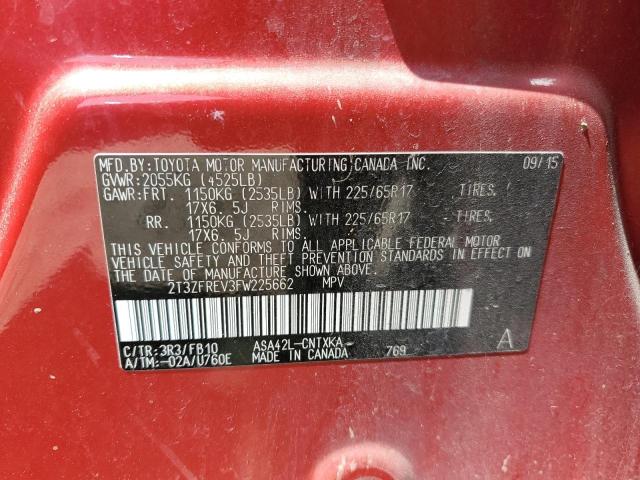 MFD.BY:TOYOTA MOTOR MANUFACTURING CANADA INC. 09/15
GVWR:2055KG (4525LB)
GAWR:FRT. 1150KG (2535LB) WITH 225/65R17 TIRES.
17X6. 5J RIMS.
RR. 1150KG (2535LB) WITH 225/65R17 TIRES.
17X6. 5J RIMS.
THIS VEHICLE CONFORMS TO ALL APPLICABLE FEDERAL MOTOR
VEHICLE SAFETY AND THEFT PREVENTION STANDARDS IN EFFECT ON
THE DATE OF MANUFACTURE SHOWN ABOVE.
2T3ZFREV3FW225662 MPV
C/TR:3R3/FB10 ASA42L-CNTXKA A
A/TM:-02A/U760E MADE IN CANADA 769